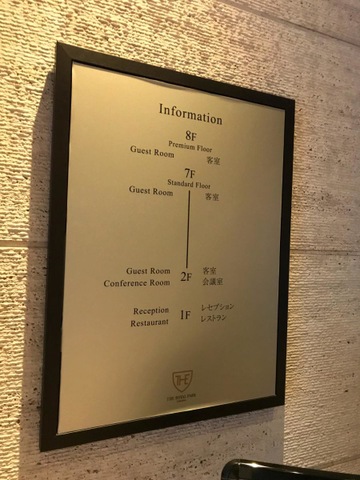 Information
8F
Premium Floor
Guest Room 客室
7F
Standard Floor
Guest Room 客室
Guest Room 2F 客室
Conference Room 会議室
Reception 1F レセプション
Restaurant レストラン